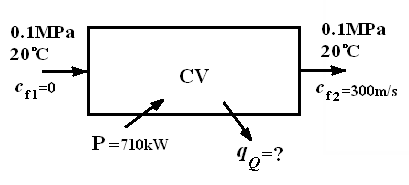 0.1MPa
20℃
c_f1=0
CV
P=710kW
q_Q=?
0.1MPa
20℃
c_f2=300m/s